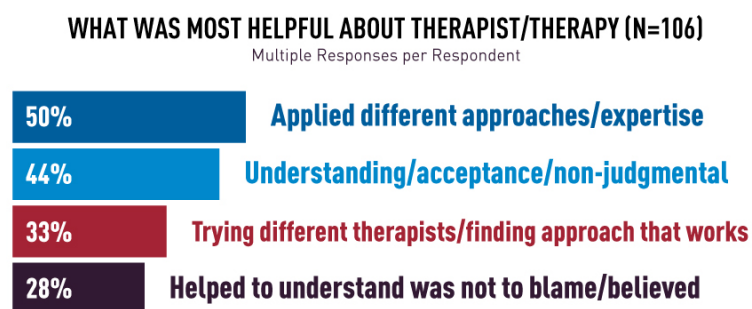 WHAT WAS MOST HELPFUL ABOUT THERAPIST/THERAPY (N=106)
Multiple Responses per Respondent
50% Applied different approaches/expertise
44% Understanding/acceptance/non-judgmental
33% Trying different therapists/finding approach that works
28% Helped to understand was not to blame/believed